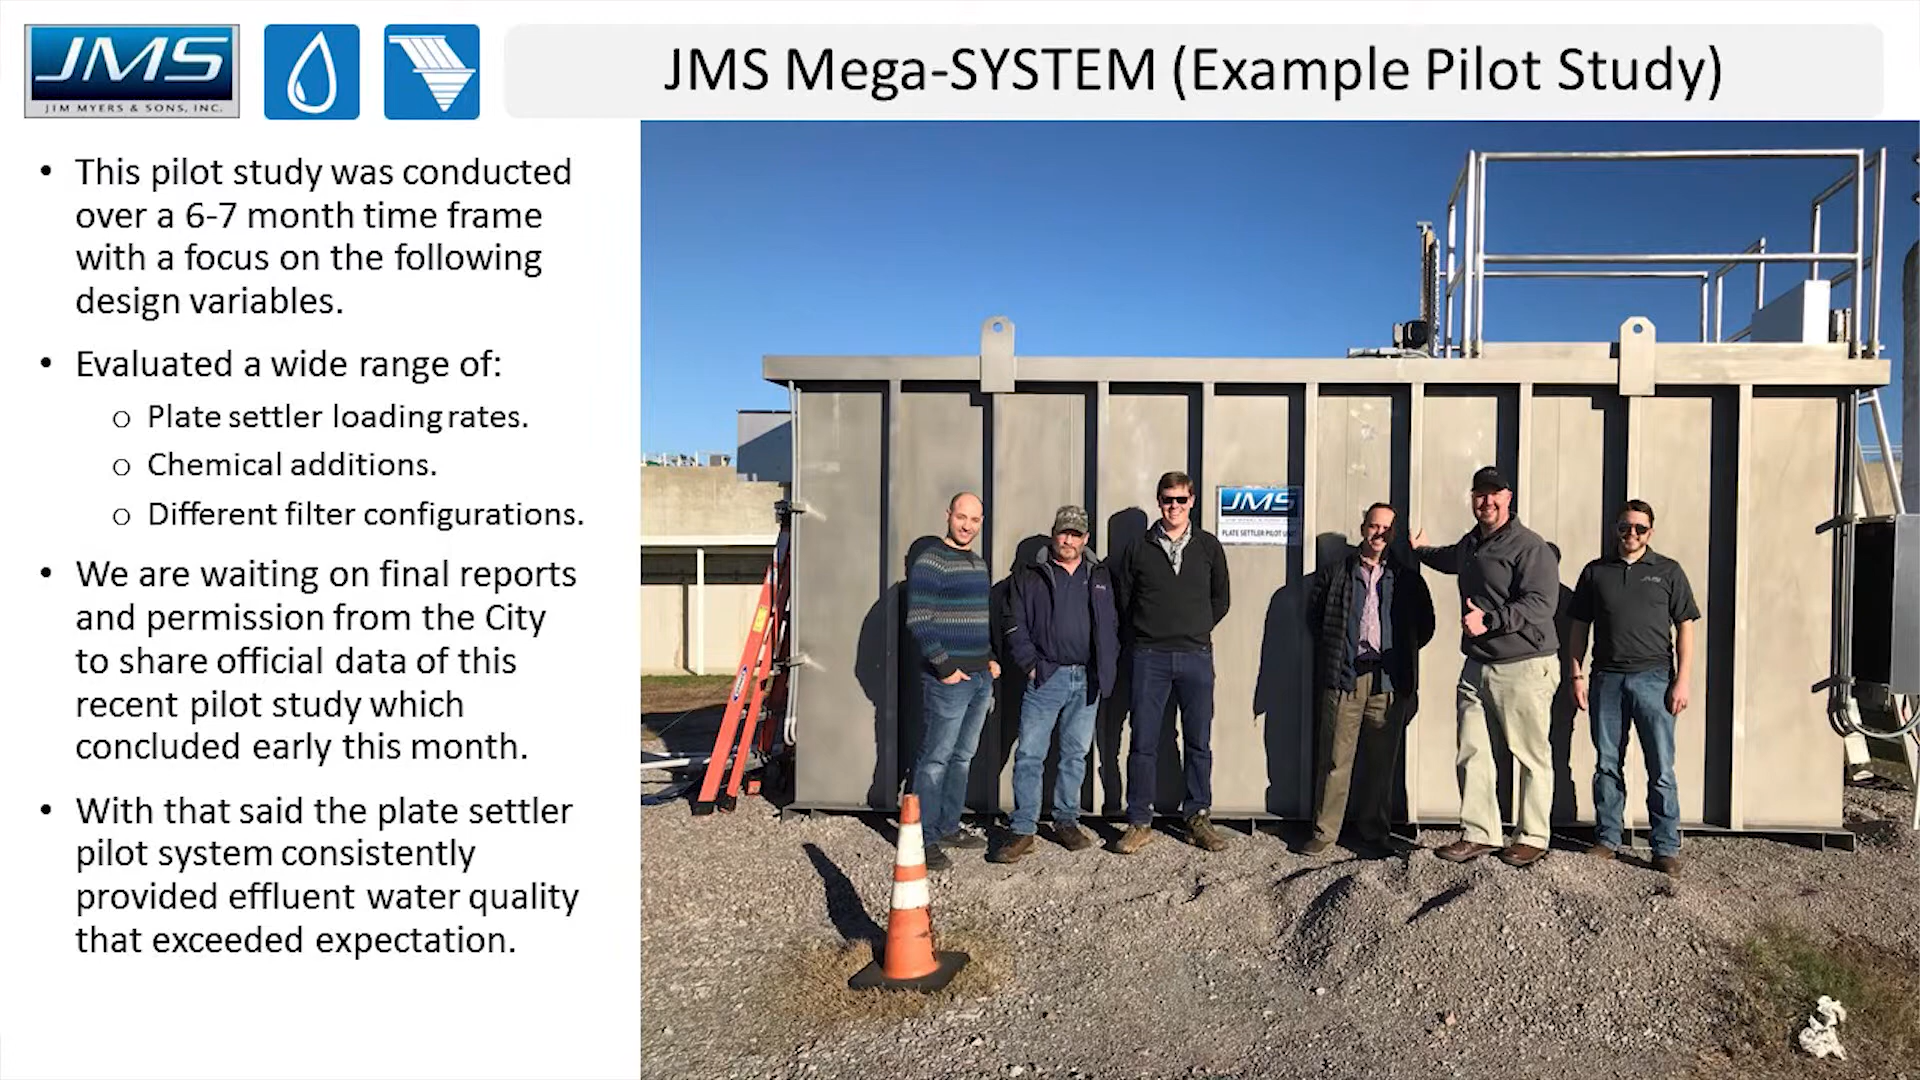 JMS
JIM MYERS & SONS, INC.
JMS Mega-SYSTEM (Example Pilot Study)
• This pilot study was conducted
over a 6-7 month time frame
with a focus on the following
design variables.
• Evaluated a wide range of:
o Plate settler loading rates.
o Chemical additions.
o Different filter configurations.
• We are waiting on final reports
and permission from the City
to share official data of this
recent pilot study which
concluded early this month.
• With that said the plate settler
pilot system consistently
provided effluent water quality
that exceeded expectation.
JMS
PLATE SETTLER PILOT
JMS